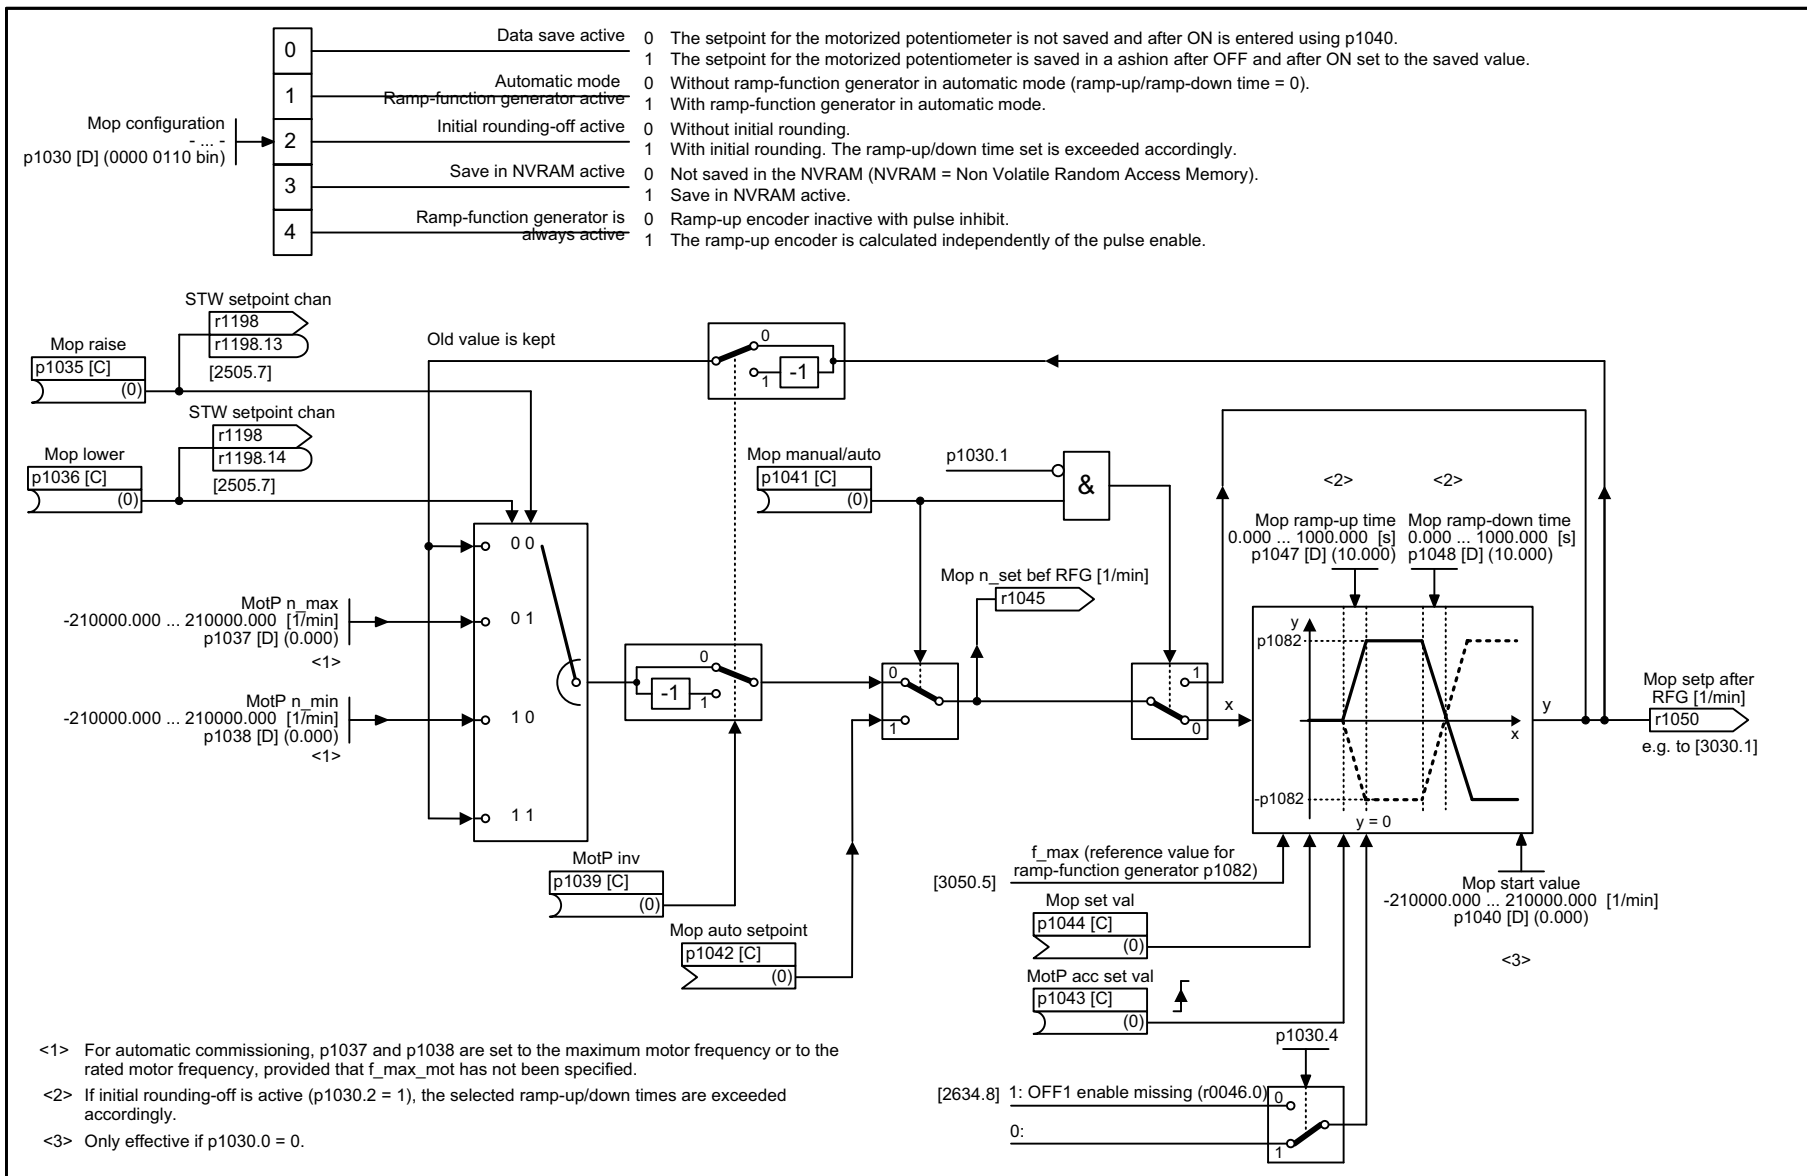 0
Data save active
0 The setpoint for the motorized potentiometer is not saved and after ON is entered using p1040.
1 The setpoint for the motorized potentiometer is saved in a ashion after OFF and after ON set to the saved value.
1
Automatic mode
Ramp-function generator active
0 Without ramp-function generator in automatic mode (ramp-up/ramp-down time = 0).
1 With ramp-function generator in automatic mode.
Mop configuration
- ... -
p1030 [D] (0000 0110 bin)
2
Initial rounding-off active
0 Without initial rounding.
1 With initial rounding. The ramp-up/down time set is exceeded accordingly.
3
Save in NVRAM active
0 Not saved in the NVRAM (NVRAM = Non Volatile Random Access Memory).
1 Save in NVRAM active.
4
Ramp-function generator is
always active
0 Ramp-up encoder inactive with pulse inhibit.
1 The ramp-up encoder is calculated independently of the pulse enable.
STW setpoint chan
r1198
r1198.13
[2505.7]
Mop raise
p1035 [C]
(0)
STW setpoint chan
r1198
r1198.14
[2505.7]
Mop lower
p1036 [C]
(0)
Old value is kept
0
1
-1
Mop manual/auto
p1041 [C]
(0)
p1030.1
&
<2>
<2>
Mop ramp-up time
0.000 ... 1000.000 [s]
p1047 [D] (10.000)
Mop ramp-down time
0.000 ... 1000.000 [s]
p1048 [D] (10.000)
0 0
0 1
1 0
1 1
MotP n_max
-210000.000 ... 210000.000 [1/min]
p1037 [D] (0.000)
<1>
MotP n_min
-210000.000 ... 210000.000 [1/min]
p1038 [D] (0.000)
<1>
-1
0
1
Mop n_set bef RFG [1/min]
r1045
0
1
1
0
x
y
p1082
x
-p1082
y = 0
y
Mop setp after
RFG [1/min]
r1050
e.g. to [3030.1]
MotP inv
p1039 [C]
(0)
Mop auto setpoint
p1042 [C]
(0)
[3050.5]
f_max (reference value for
ramp-function generator p1082)
Mop set val
p1044 [C]
(0)
MotP acc set val
p1043 [C]
(0)
Mop start value
-210000.000 ... 210000.000 [1/min]
p1040 [D] (0.000)
<3>
p1030.4
[2634.8] 1: OFF1 enable missing (r0046.0)
0:
0
1
<1> For automatic commissioning, p1037 and p1038 are set to the maximum motor frequency or to the
rated motor frequency, provided that f_max_mot has not been specified.
<2> If initial rounding-off is active (p1030.2 = 1), the selected ramp-up/down times are exceeded
accordingly.
<3> Only effective if p1030.0 = 0.